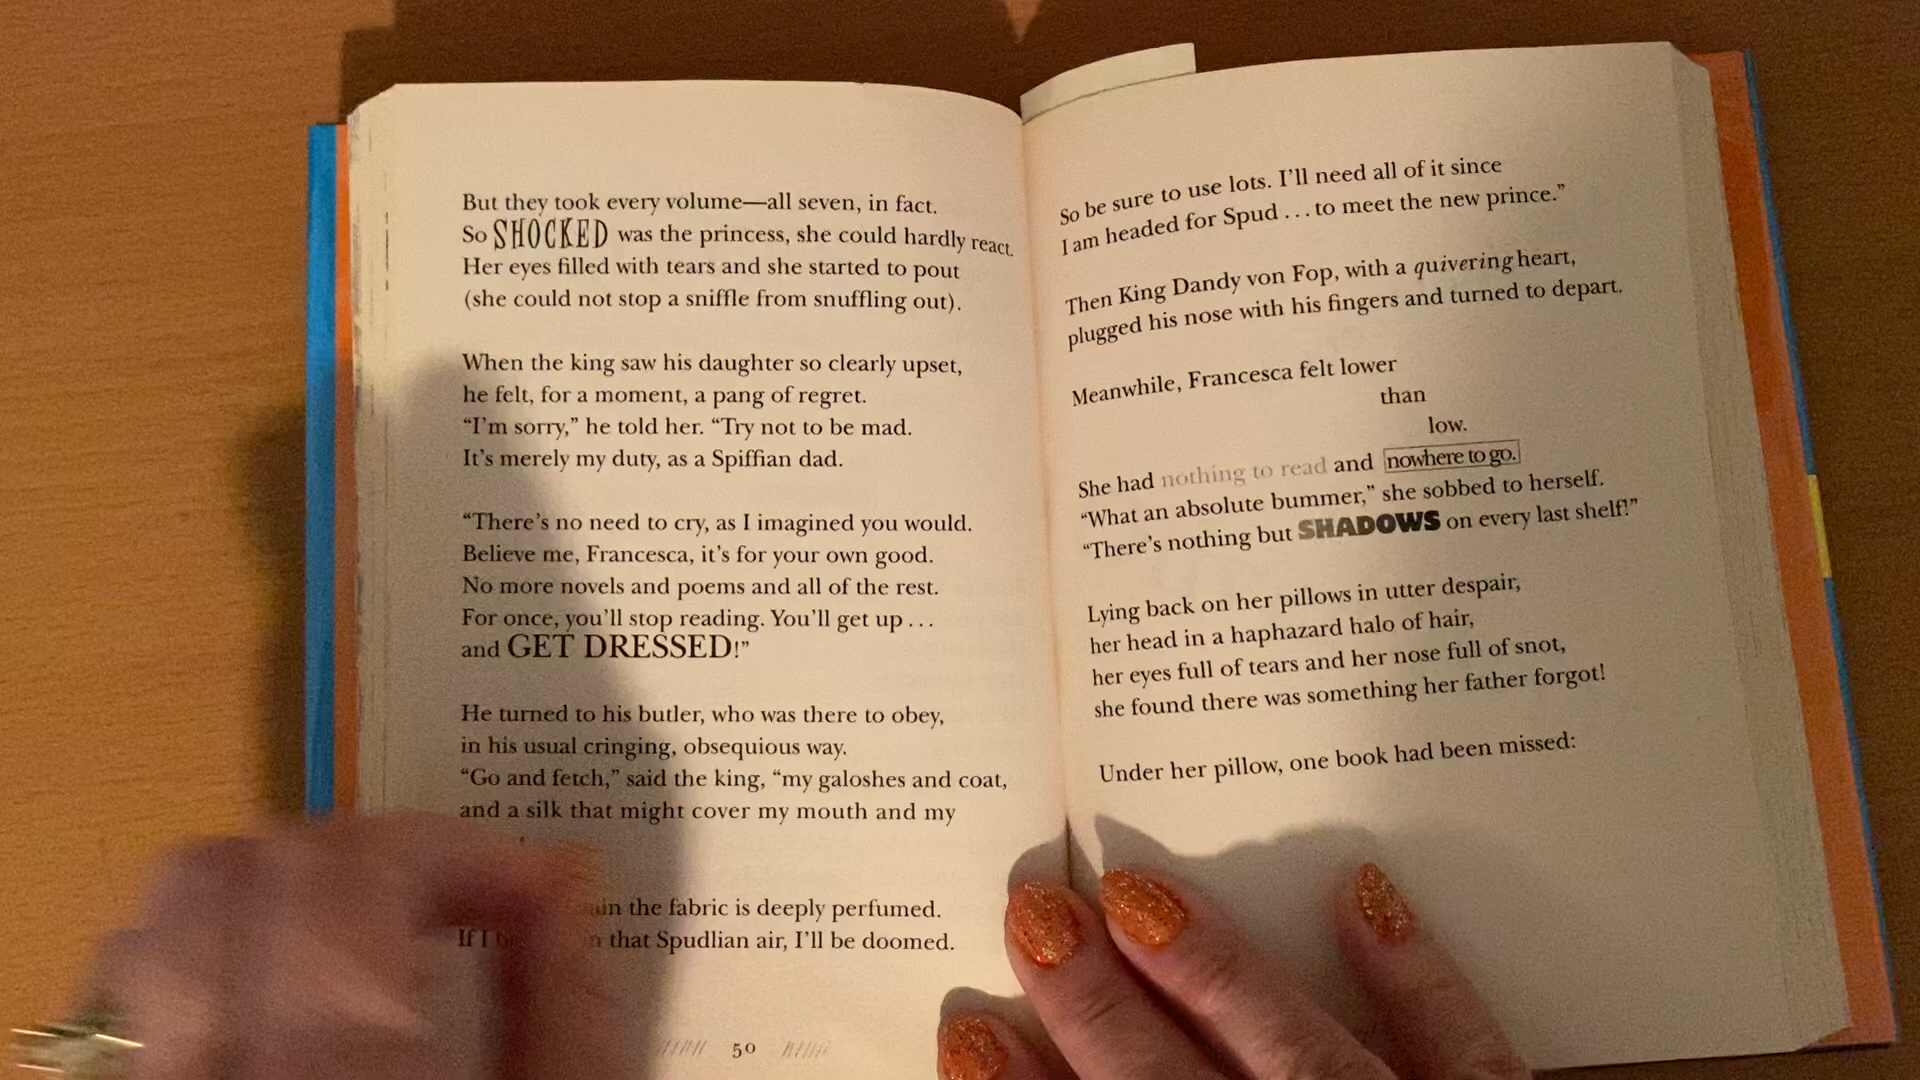 But they took every volume—all seven, in fact.
So SHOCKED was the princess, she could hardly react.
Her eyes filled with tears and she started to pout
(she could not stop a sniffle from snuffling out).
When the king saw his daughter so clearly upset,
he felt, for a moment, a pang of regret.
“I’m sorry,” he told her. “Try not to be mad.
It’s merely my duty, as a Spiffian dad.
“There’s no need to cry, as I imagined you would.
Believe me, Francesca, it’s for your own good.
No more novels and poems and all of the rest.
For once, you’ll stop reading. You’ll get up . . .
and GET DRESSED!”
He turned to his butler, who was there to obey,
in his usual cringing, obsequious way.
“Go and fetch,” said the king, “my galoshes and coat,
and a silk that might cover my mouth and my
the fabric is deeply perfumed.
If I that Spudlian air, I’ll be doomed.
50
So be sure to use lots. I’ll need all of it since
I am headed for Spud . . . to meet the new prince.”
Then King Dandy von Fop, with a quivering heart,
plugged his nose with his fingers and turned to depart.
Meanwhile, Francesca felt lower
than
low.
She had nothing to read and nowhere to go.
“What an absolute bummer,” she sobbed to herself.
“There’s nothing but SHADOWS on every last shelf!”
Lying back on her pillows in utter despair,
her head in a haphazard halo of hair,
her eyes full of tears and her nose full of snot,
she found there was something her father forgot!
Under her pillow, one book had been missed: